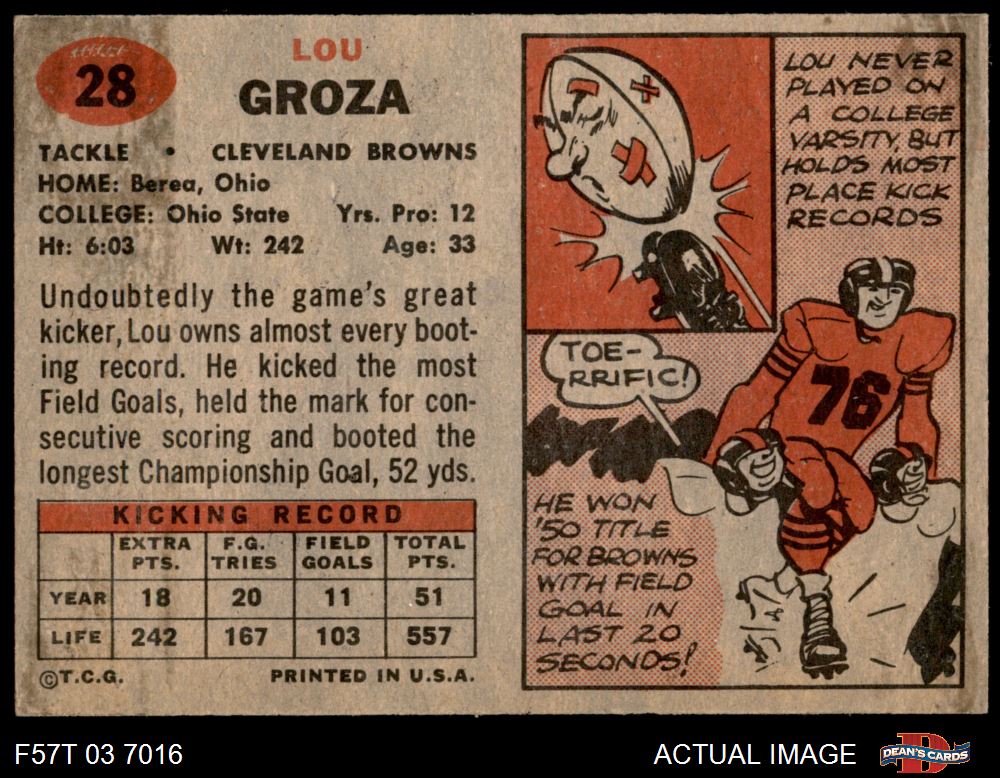 28
LOU
GROZA
TACKLE • CLEVELAND BROWNS
HOME: Berea, Ohio
COLLEGE: Ohio State Yrs. Pro: 12
Ht: 6:03 Wt: 242 Age: 33
Undoubtedly the game's great
kicker, Lou owns almost every boot-
ing record. He kicked the most
Field Goals, held the mark for con-
secutive scoring and booted the
longest Championship Goal, 52 yds.
KICKING RECORD
EXTRA PTS. F.G. TRIES FIELD GOALS TOTAL PTS.
YEAR 18 20 11 51
LIFE 242 167 103 557
©T.C.G. PRINTED IN U.S.A.
LOU NEVER
PLAYED ON
A COLLEGE
VARSITY, BUT
HOLDS MOST
PLACE KICK
RECORDS
TOE-
RRIFIC!
76
HE WON
'50 TITLE
FOR BROWNS
WITH FIELD
GOAL IN
LAST 20
SECONDS!
F57T 03 7016
ACTUAL IMAGE
D
DEAN'S CARDS